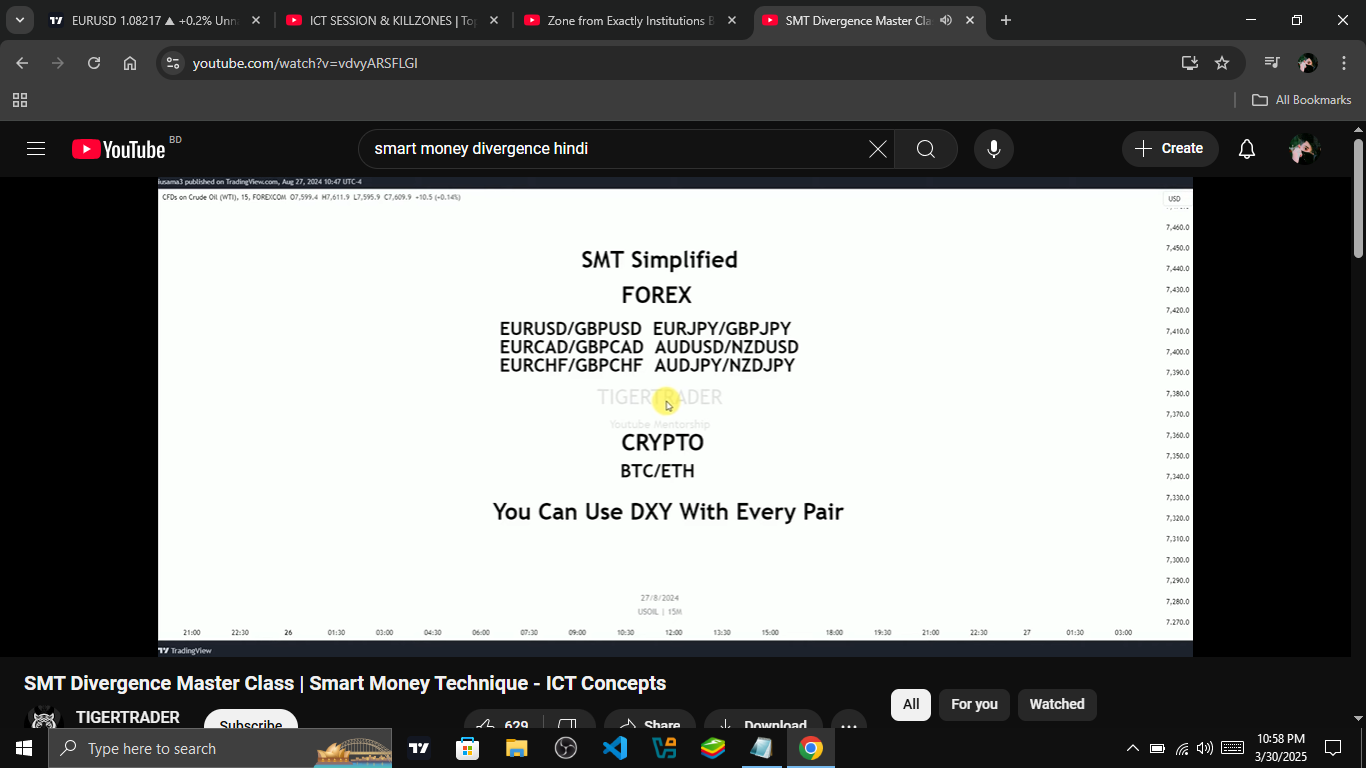 EURUSD 1.08217 ▲ +0.2% Unna
ICT SESSION & KILLZONES | Top
Zone from Exactly Institutions B
SMT Divergence Master Cla
youtube.com/watch?v=vdvyARSFLGI
All Bookmarks
YouTube BD
smart money divergence hindi
Create
iusama3 published on TradingView.com, Aug 27, 2024 10:47 UTC-4
CFDs on Crude Oil (WTI), 15, FOREXCOM O7,599.4 H7,611.9 L7,595.9 C7,609.9 +10.5 (+0.14%)
USD
7,460.0
7,450.0
7,440.0
7,430.0
7,420.0
7,410.0
7,400.0
7,390.0
7,380.0
7,370.0
7,360.0
7,350.0
7,340.0
7,330.0
7,320.0
7,310.0
7,300.0
7,290.0
7,280.0
7,270.0
SMT Simplified
FOREX
EURUSD/GBPUSD EURJPY/GBPJPY
EURCAD/GBPCAD AUDUSD/NZDUSD
EURCHF/GBPCHF AUDJPY/NZDJPY
TIGERTRADER
Youtube Mentorship
CRYPTO
BTC/ETH
You Can Use DXY With Every Pair
27/8/2024
USOIL | 15M
21:00 22:30 26 01:30 03:00 04:30 06:00 07:30 09:00 10:30 12:00 13:30 15:00 18:00 19:30 21:00 22:30 27 01:30 03:00
TradingView
SMT Divergence Master Class | Smart Money Technique - ICT Concepts
TIGERTRADER
Subscribe
629
Share
Download
All
For you
Watched
Type here to search
10:58 PM
3/30/2025